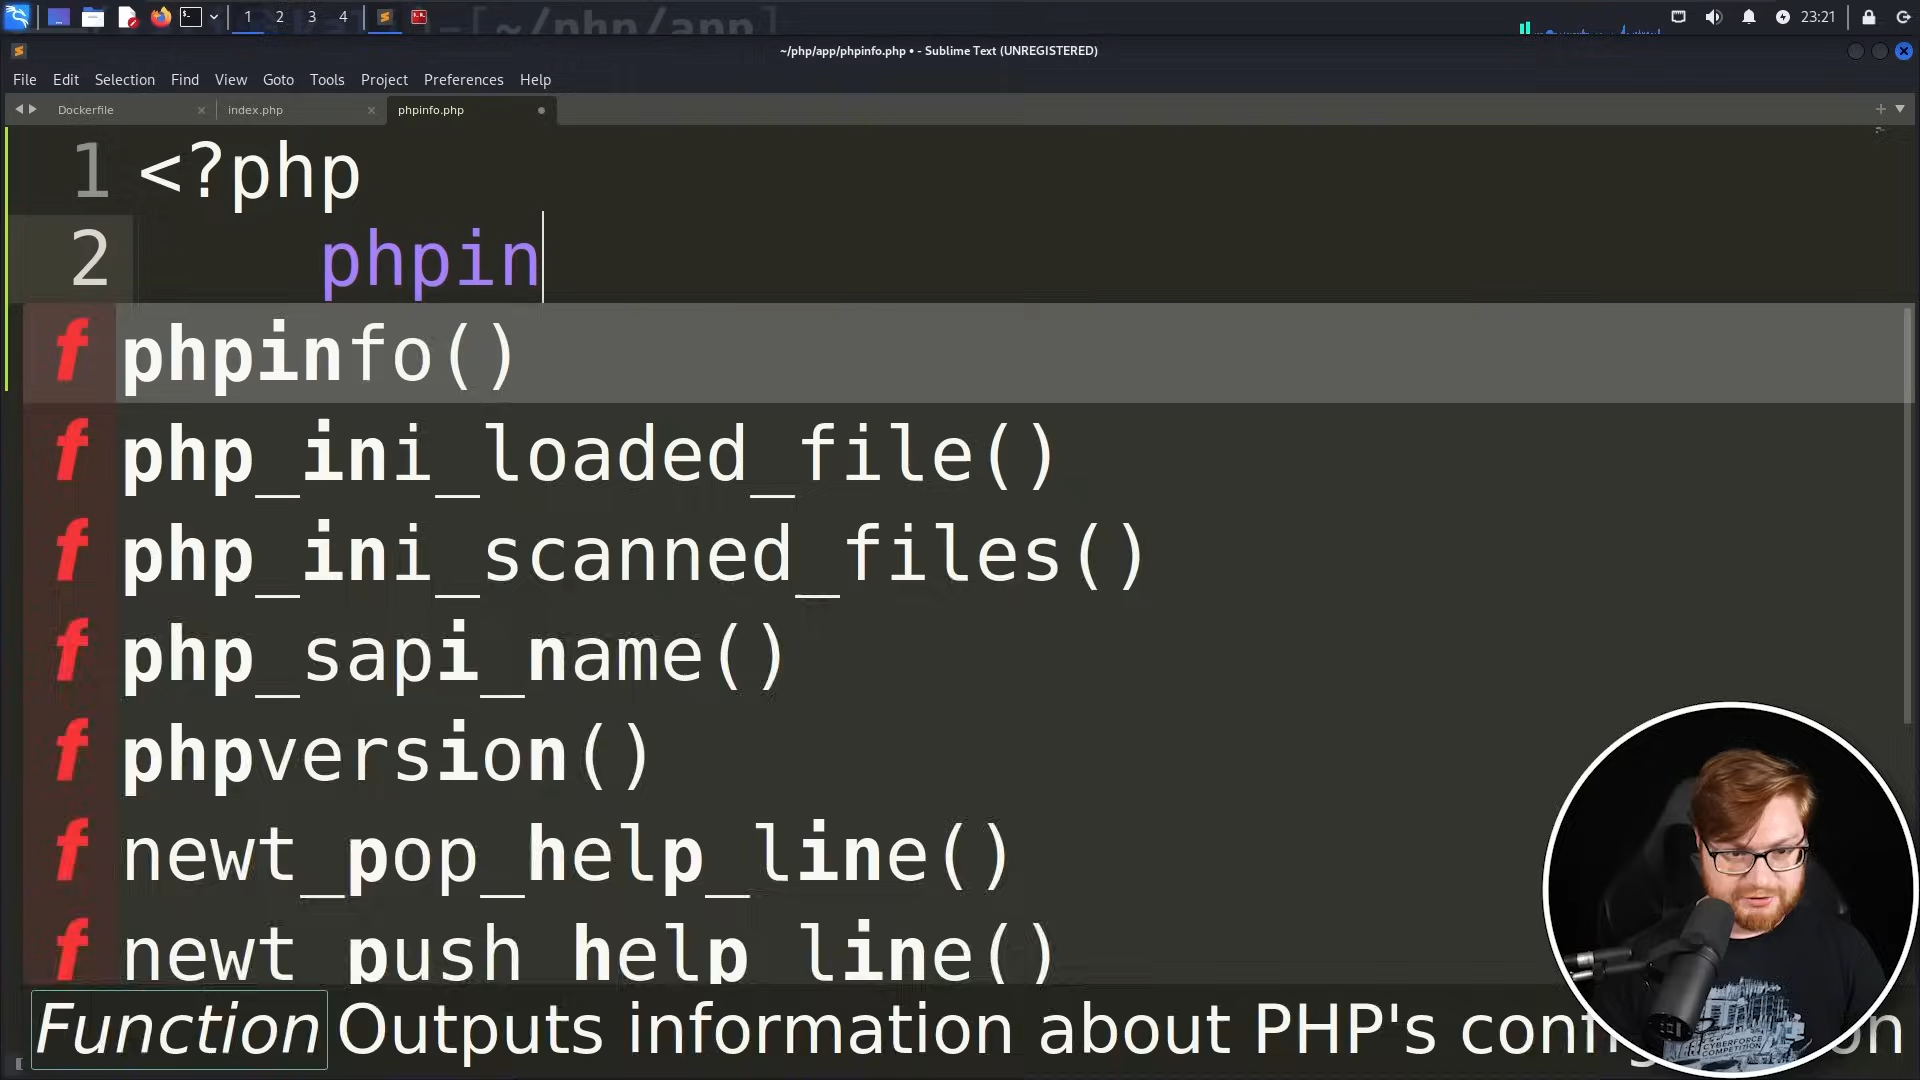 1 2 3 4
23:21
~/php/app/phpinfo.php • - Sublime Text (UNREGISTERED)
File Edit Selection Find View Goto Tools Project Preferences Help
Dockerfile index.php phpinfo.php
1 <?php
2 phpin
f phpinfo()
f php_ini_loaded_file()
f php_ini_scanned_files()
f php_sapi_name()
f phpversion()
f newt_pop_help_line()
f newt_push_help_line()
Function Outputs information about PHP's
CYBERFORCE
COMPETITION